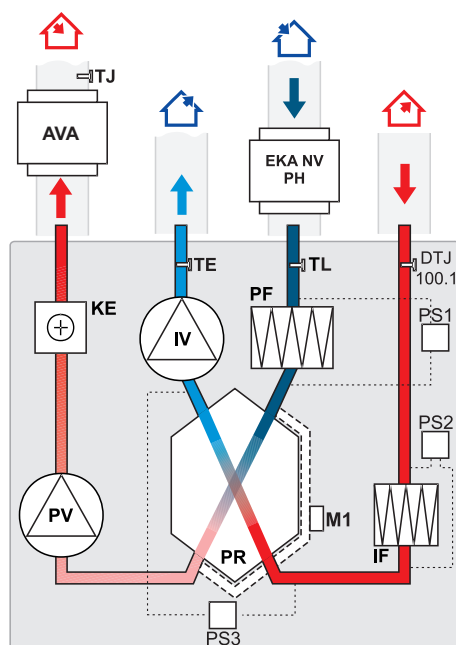 TJ
AVA
EKA NV
PH
TE
TL
DTJ
100.1
KE
IV
PF
PS1
PS2
PV
M1
PR
IF
PS3